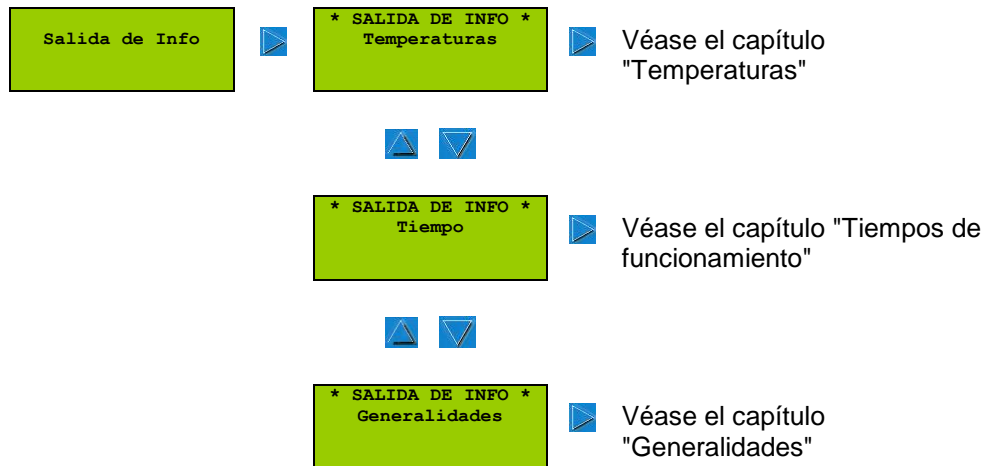 Salida de Info
* SALIDA DE INFO *
Temperaturas
Véase el capítulo
"Temperaturas"
* SALIDA DE INFO *
Tiempo
Véase el capítulo "Tiempos de
funcionamiento"
* SALIDA DE INFO *
Generalidades
Véase el capítulo
"Generalidades"